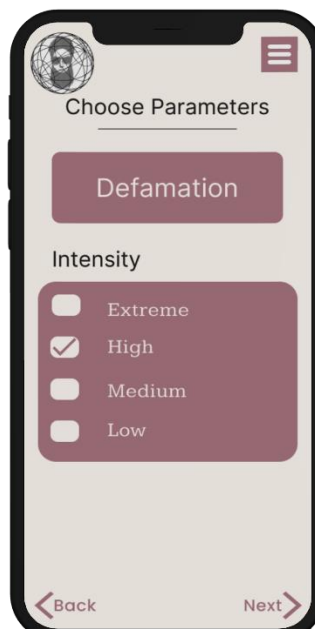 Choose Parameters
Defamation
Intensity
Extreme
High
Medium
Low
Back
Next